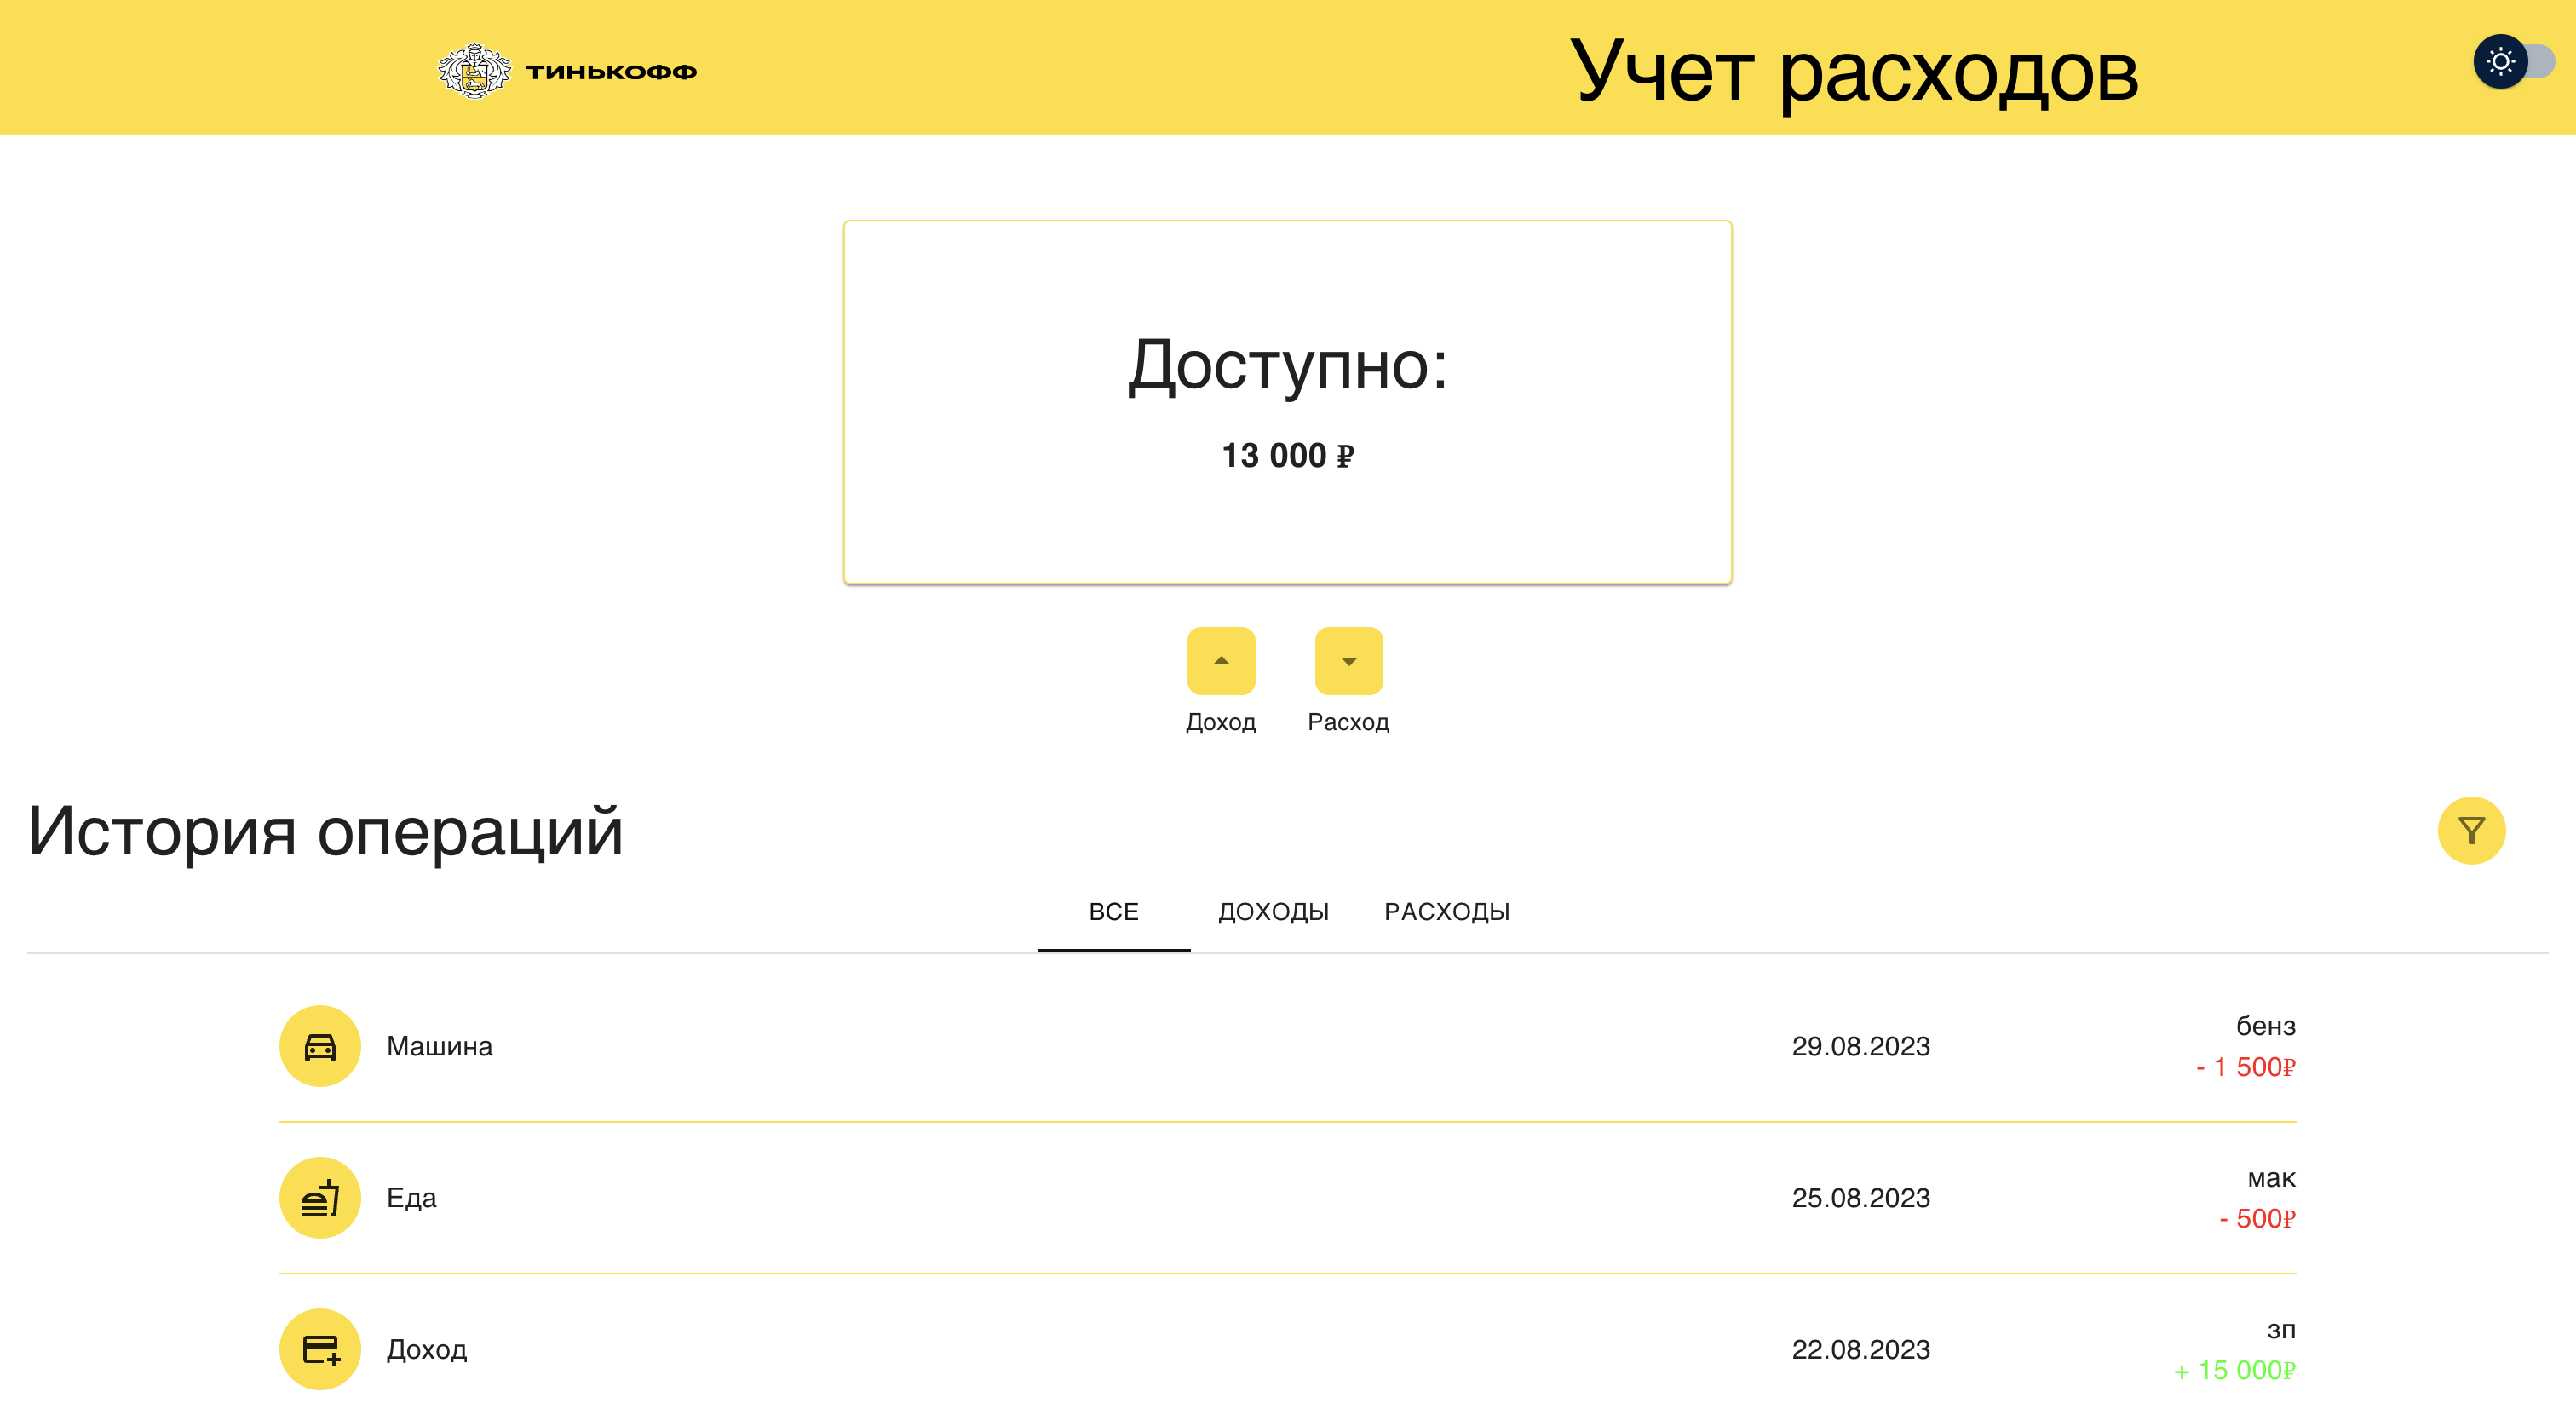 ТИНЬКОФФ
Учет расходов
Доступно:
13 000 ₽
Доход
Расход
История операций
ВСЕ
ДОХОДЫ
РАСХОДЫ
Машина
29.08.2023
бенз
- 1 500₽
Еда
25.08.2023
мак
- 500₽
Доход
22.08.2023
зп
+ 15 000₽